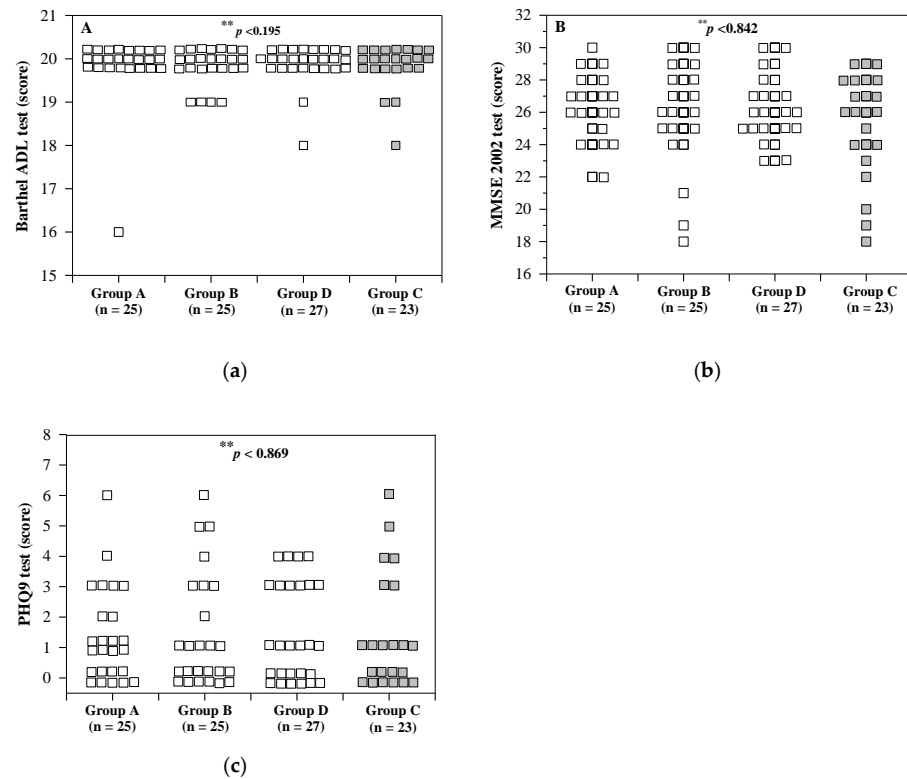 A
** p <0.195
Barthel ADL test (score)
20
19
18
17
16
15
21
Group A
(n = 25)
Group B
(n = 25)
Group D
(n = 27)
Group C
(n = 23)
(a)
B
** p <0.842
MMSE 2002 test (score)
32
30
28
26
24
22
20
18
16
Group A
(n = 25)
Group B
(n = 25)
Group D
(n = 27)
Group C
(n = 23)
(b)
** p < 0.869
PHQ9 test (score)
8
7
6
5
4
3
2
1
0
Group A
(n = 25)
Group B
(n = 25)
Group D
(n = 27)
Group C
(n = 23)
(c)